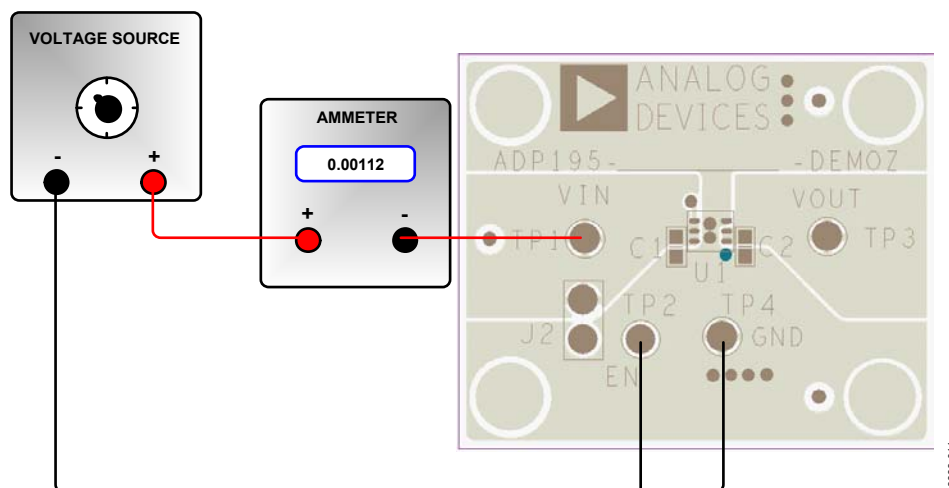 VOLTAGE SOURCE
- +
AMMETER
0.00112
+ -
ANALOG
DEVICES
ADP195- -DEMOZ
VIN VOUT
TP1 C1 C2 TP3
U1
TP2 TP4
J2 GND
EN